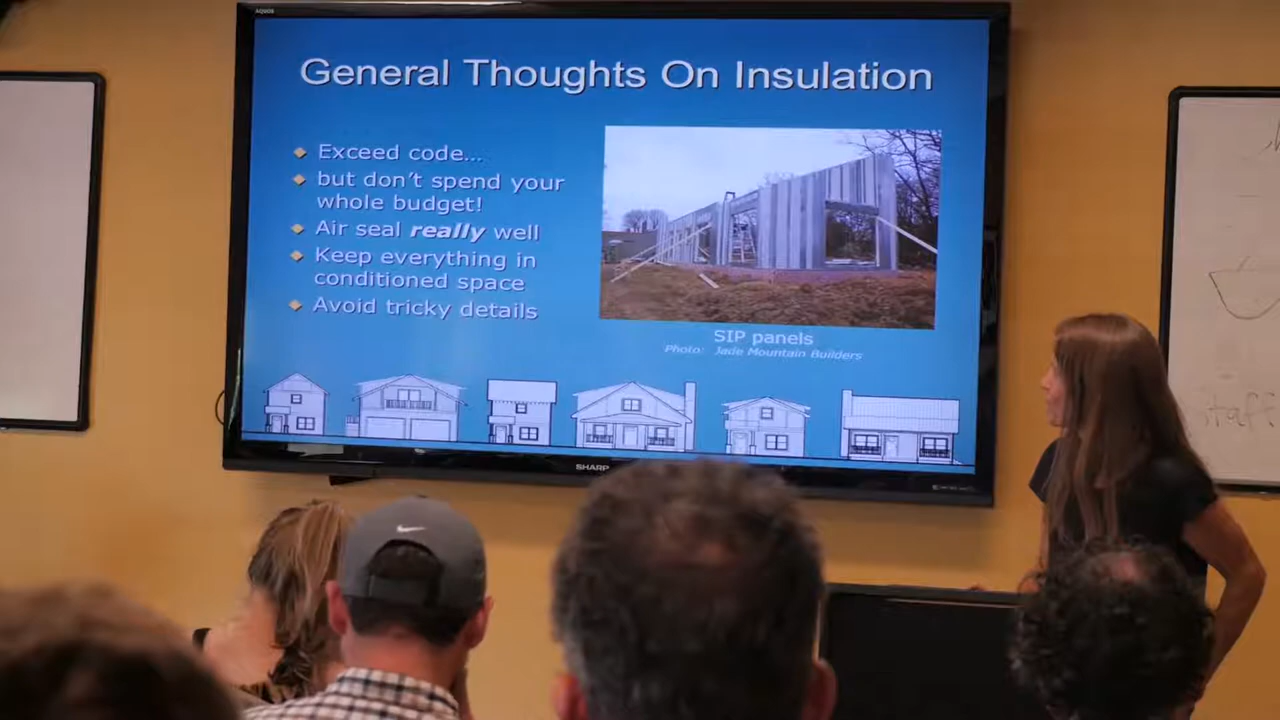 AQUOS
General Thoughts On Insulation
Exceed code...
but don't spend your
whole budget!
Air seal really well
Keep everything in
conditioned space
Avoid tricky details
SIP panels
Photo: Jade Mountain Builders
SHARP